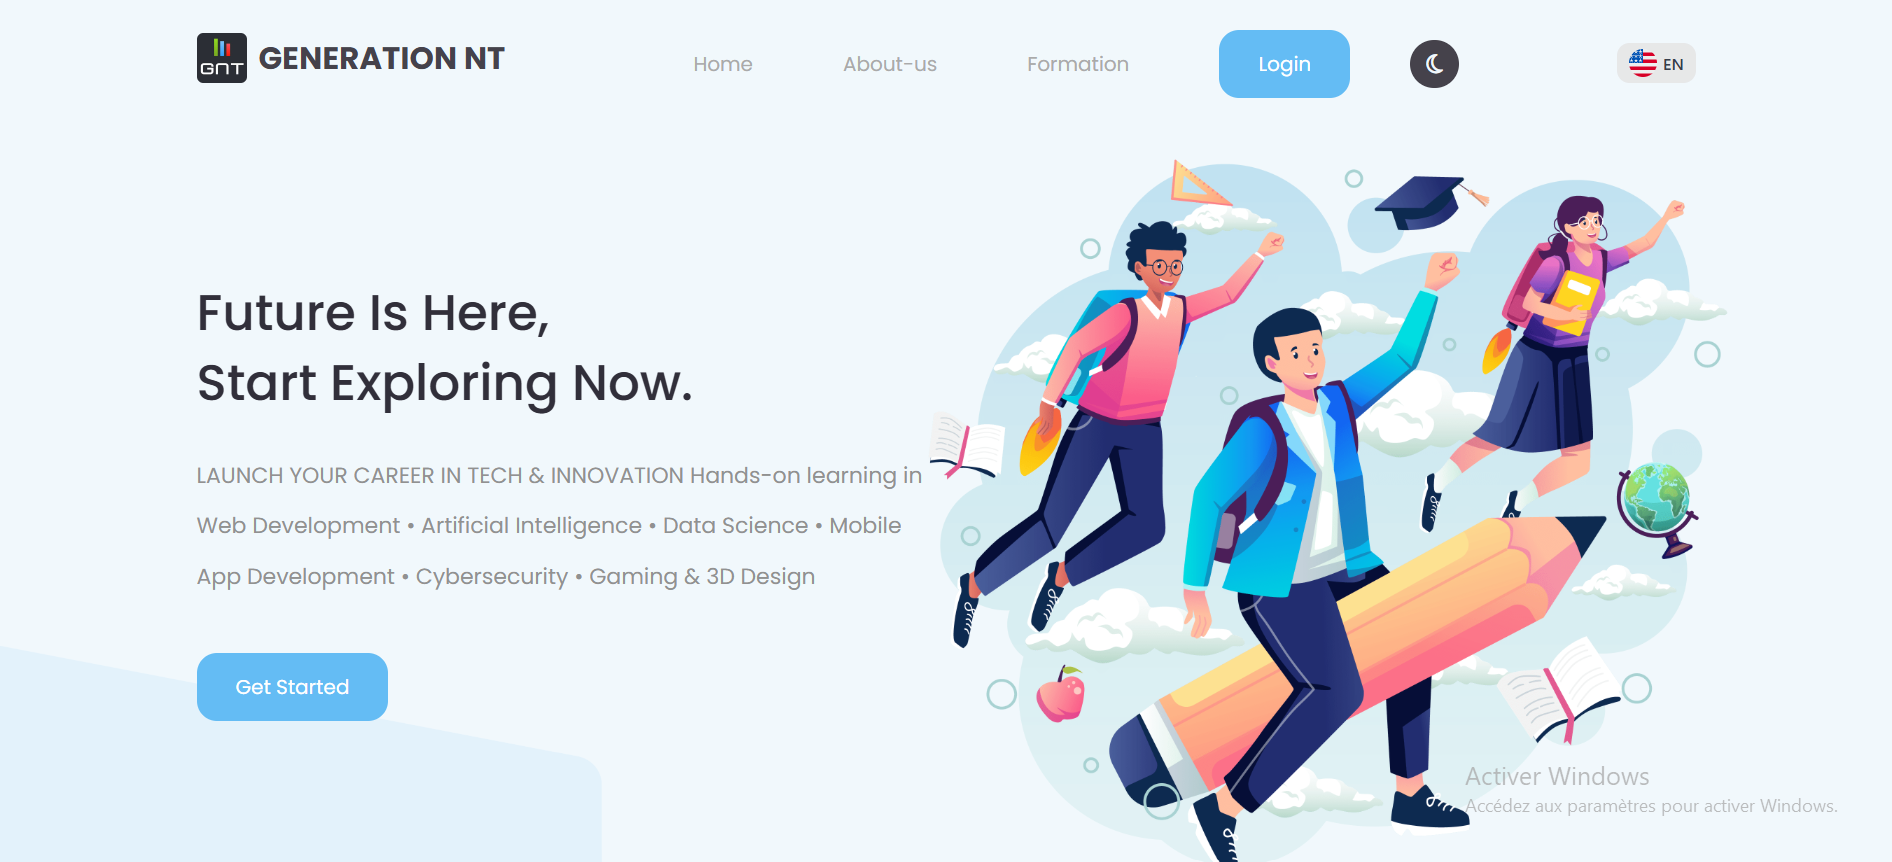 GNT
GENERATION NT
Home
About-us
Formation
Login
EN
Future Is Here,
Start Exploring Now.
LAUNCH YOUR CAREER IN TECH & INNOVATION Hands-on learning in
Web Development • Artificial Intelligence • Data Science • Mobile
App Development • Cybersecurity • Gaming & 3D Design
Get Started
Activer Windows
Accédez aux paramètres pour activer Windows.